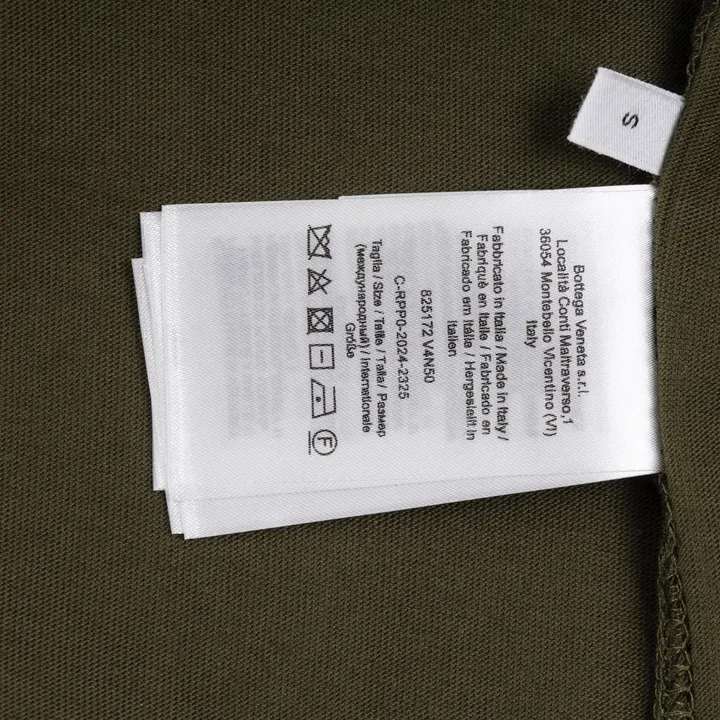 S
Bottega Veneta s.r.l.
Località Conti Maltraverso,1
36054 Montebello Vicentino (VI)
Italy
Fabbricato in Italia / Made in Italy /
Fabriqué en Italie / Fabricado en
Fabricado em Itália / Hergestellt in
Italien
825172 V4N50
C-RPP0-2024-2325
Taglia / Size / Taille / Talla / Размер
(международный) / Internationale
Größe
F